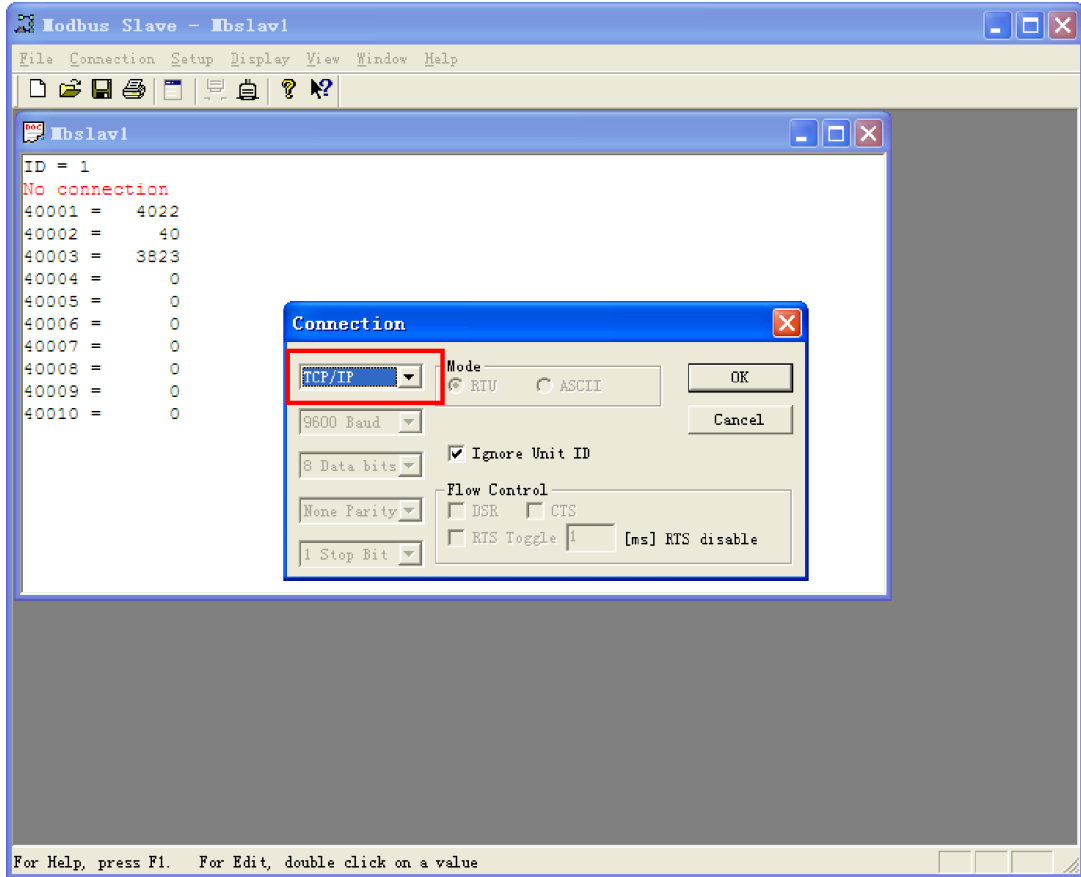 Modbus Slave - Mbslav1
File Connection Setup Display View Window Help
Mbslav1
ID = 1
No connection
40001 = 4022
40002 = 40
40003 = 3823
40004 = 0
40005 = 0
40006 = 0
40007 = 0
40008 = 0
40009 = 0
40010 = 0
Connection
TCP/IP
Mode
RTU ASCII
OK
9600 Baud
Cancel
8 Data bits
Ignore Unit ID
None Parity
Flow Control
DSR CTS
RTS Toggle 1 [ms] RTS disable
1 Stop Bit
For Help, press F1. For Edit, double click on a value